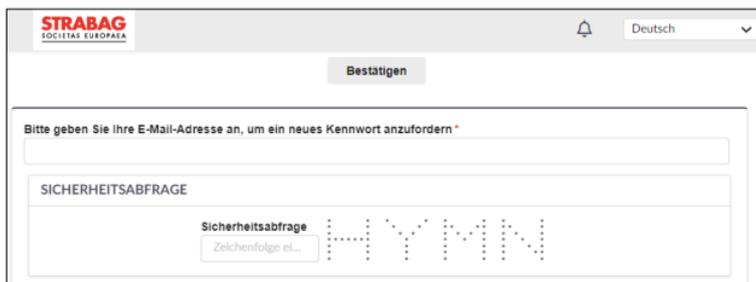 STRABAG
SOCIETAS EUROPAEA
Deutsch
Bestätigen
Bitte geben Sie Ihre E-Mail-Adresse an, um ein neues Kennwort anzufordern *
SICHERHEITSABFRAGE
Sicherheitsabfrage
Zeichenfolge ei...
HYMN